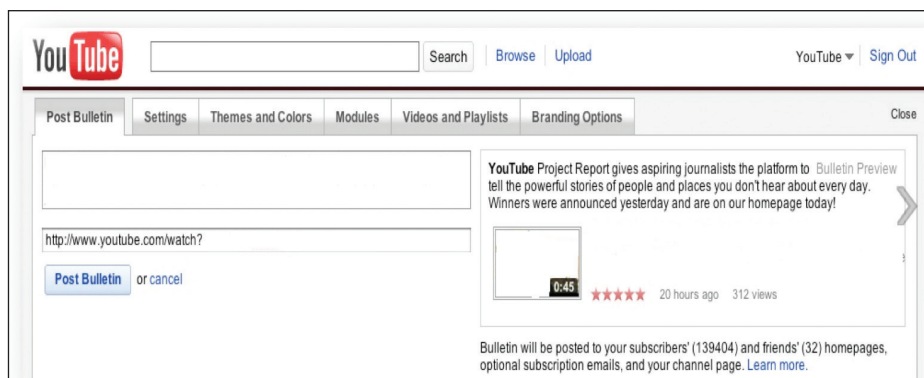 YouTube
Search
Browse
Upload
YouTube
Sign Out
Post Bulletin
Settings
Themes and Colors
Modules
Videos and Playlists
Branding Options
Close
http://www.youtube.com/watch?
Post Bulletin or cancel
Bulletin Preview
YouTube Project Report gives aspiring journalists the platform to
tell the powerful stories of people and places you don't hear about every day.
Winners were announced yesterday and are on our homepage today!
0:45
20 hours ago 312 views
Bulletin will be posted to your subscribers' (139404) and friends' (32) homepages,
optional subscription emails, and your channel page. Learn more.